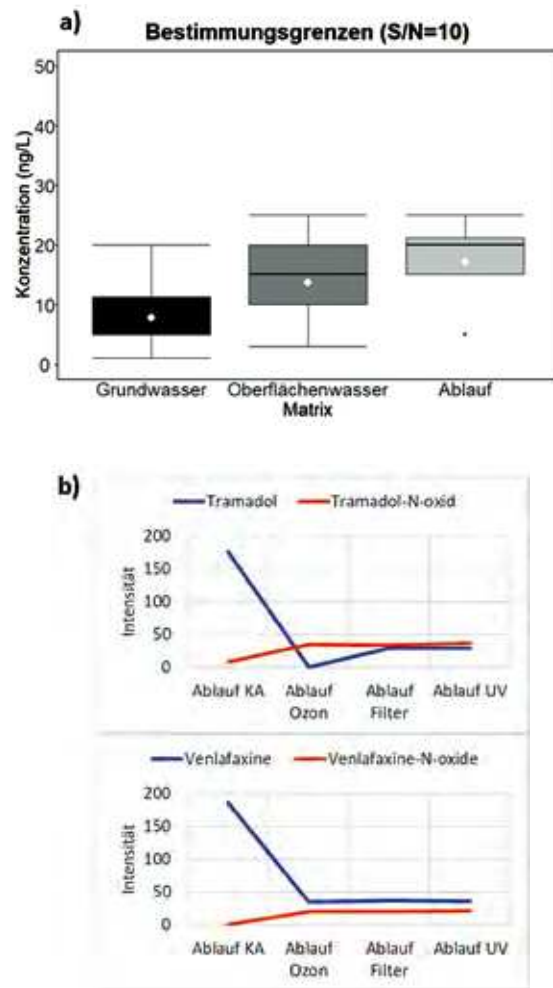 a)
Bestimmungsgrenzen (S/N=10)
Konzentration (ng/L)
50
40
30
20
10
0
Grundwasser Oberflächenwasser Ablauf
Matrix
b)
Tramadol Tramadol-N-oxid
Intensität
200
150
100
50
0
Ablauf KA Ablauf Ozon Ablauf Filter Ablauf UV
Venlafaxine Venlafaxine-N-oxide
Intensität
200
150
100
50
0
Ablauf KA Ablauf Ozon Ablauf Filter Ablauf UV